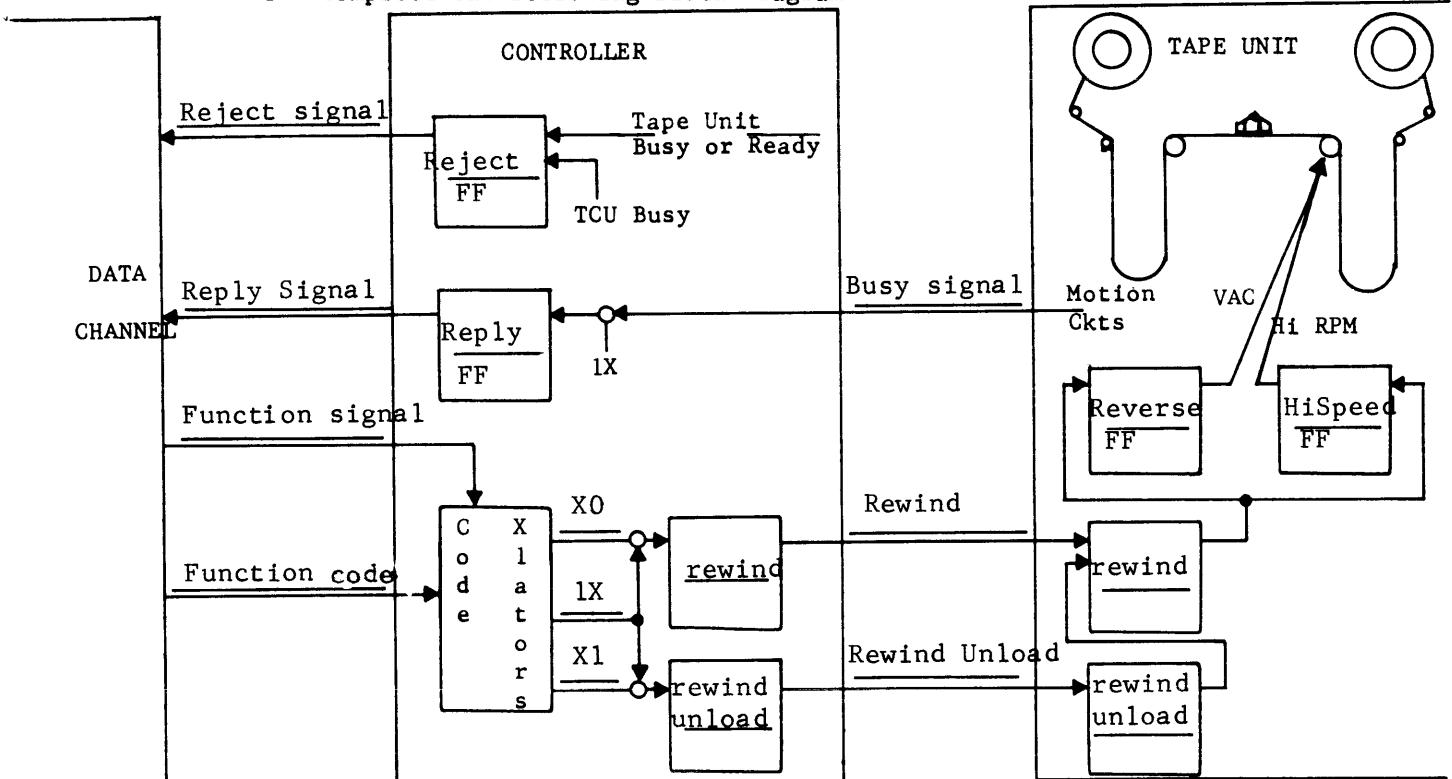 CONTROLLER
TAPE UNIT
Reject signal
Tape Unit
Busy or Ready
Reject
FF
TCU Busy
DATA
CHANNEL
Reply Signal
Reply
FF
1X
Busy signal
Motion
Ckts
VAC
Hi RPM
Reverse
FF
HiSpeed
FF
Function signal
Function code
Code
Xlators
X0
1X
X1
rewind
rewind
unload
Rewind
Rewind Unload
rewind
rewind
unload